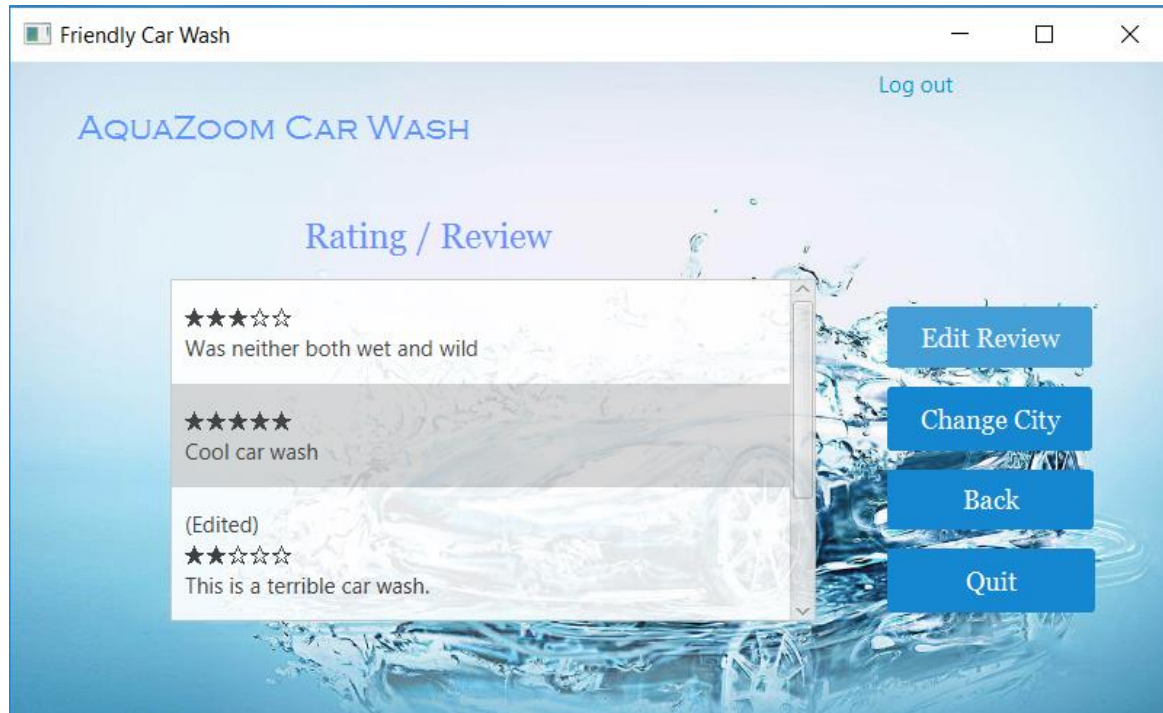 Friendly Car Wash
Log out
AquaZoom Car Wash
Rating / Review
★★★☆☆
Was neither both wet and wild
★★★★★
Cool car wash
(Edited)
★★☆☆☆
This is a terrible car wash.
Edit Review
Change City
Back
Quit